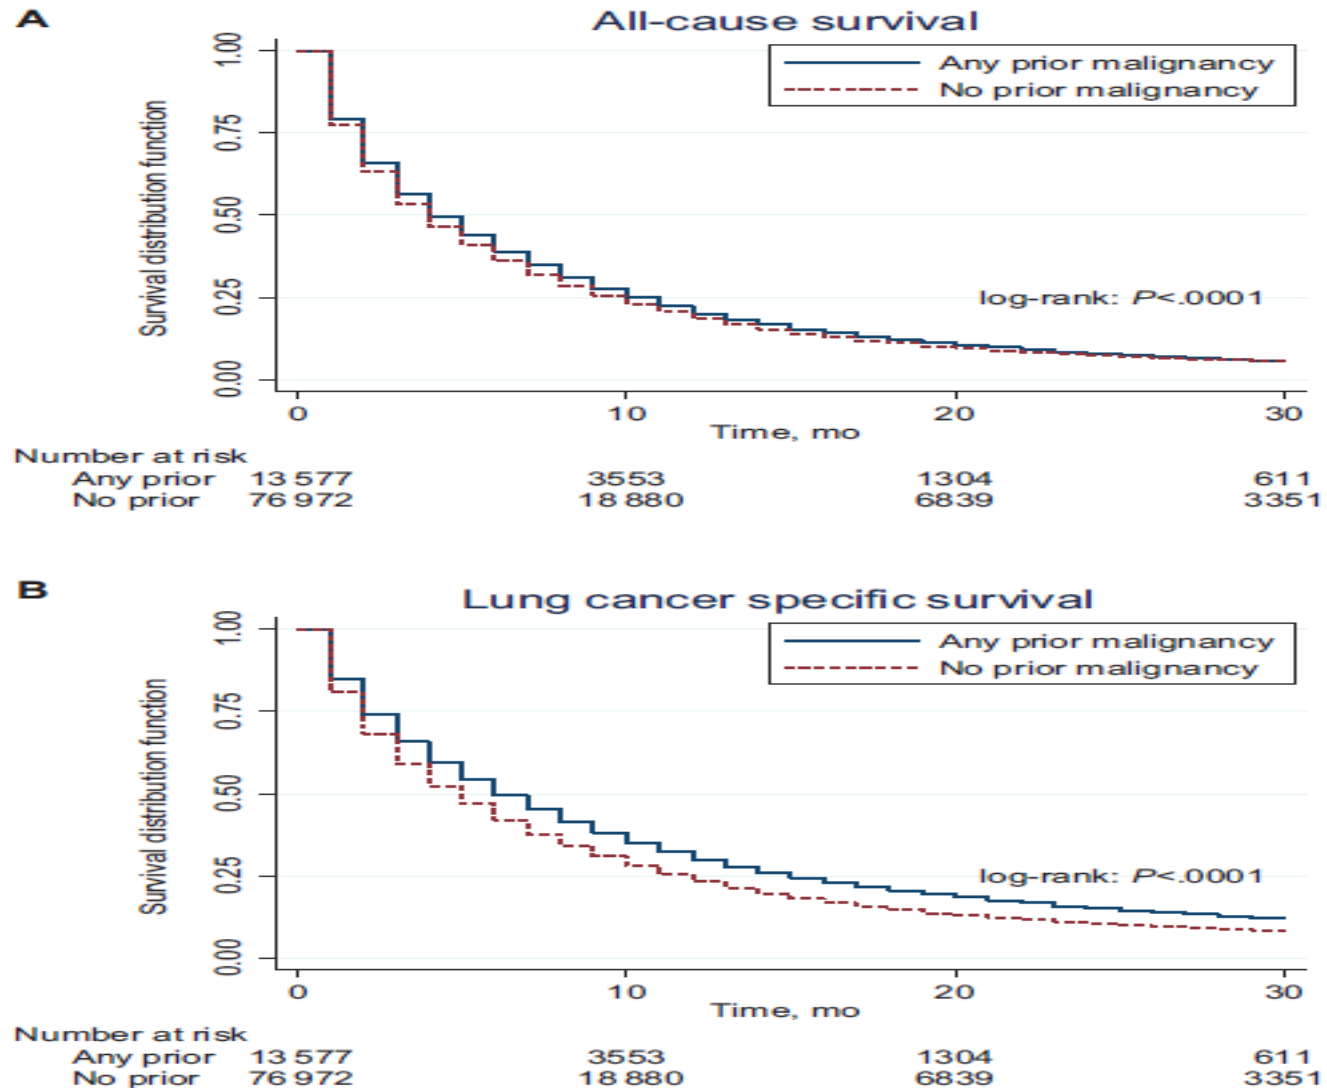 A
All-cause survival
Any prior malignancy
No prior malignancy
Survival distribution function
1.00
0.75
0.50
0.25
0.00
log-rank: P<.0001
0 10 20 30
Time, mo
Number at risk
Any prior 13 577 3553 1304 611
No prior 76 972 18 880 6839 3351
B
Lung cancer specific survival
Any prior malignancy
No prior malignancy
Survival distribution function
1.00
0.75
0.50
0.25
0.00
log-rank: P<.0001
0 10 20 30
Time, mo
Number at risk
Any prior 13 577 3553 1304 611
No prior 76 972 18 880 6839 3351